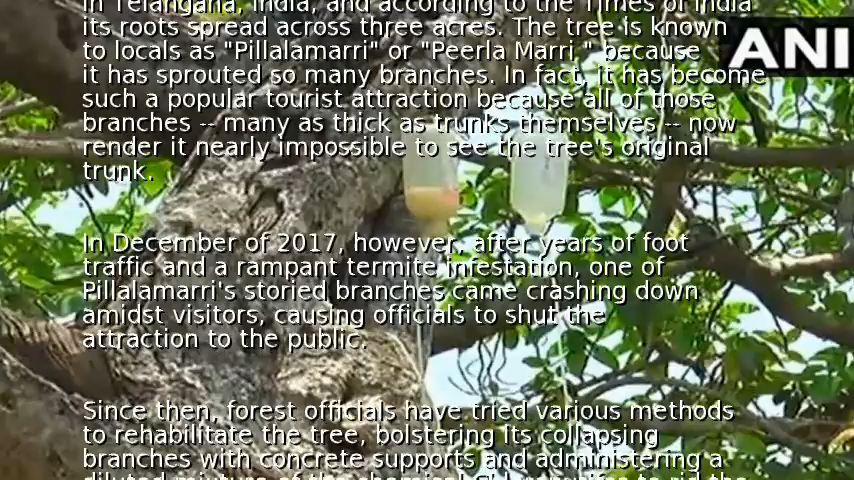 in Telangana, India, and according to the Times of India
its roots spread across three acres. The tree is known
to locals as "Pillalamarri" or "Peerla Marri," because
it has sprouted so many branches. In fact, it has become
such a popular tourist attraction because all of those
branches -- many as thick as trunks themselves -- now
render it nearly impossible to see the tree's original
trunk.
In December of 2017, however, after years of foot
traffic and a rampant termite infestation, one of
Pillalamarri's storied branches came crashing down
amidst visitors, causing officials to shut the
attraction to the public.
Since then, forest officials have tried various methods
to rehabilitate the tree, bolstering its collapsing
branches with concrete supports and administering a
diluted mixture of the chemical
ANI